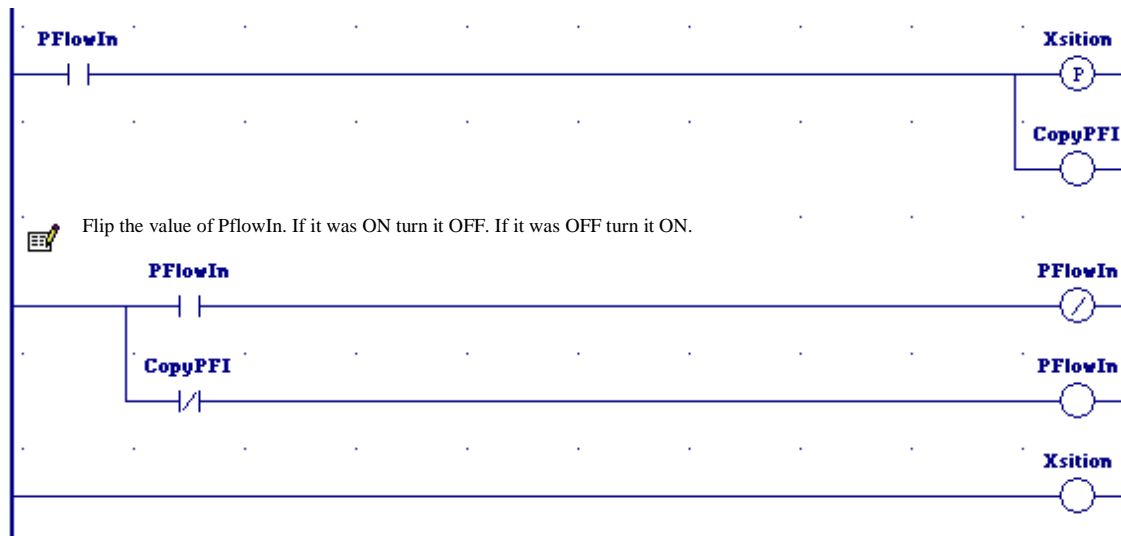 PFlowIn
Xsition
P
CopyPFI
Flip the value of PflowIn. If it was ON turn it OFF. If it was OFF turn it ON.
PFlowIn
PFlowIn
CopyPFI
PFlowIn
Xsition